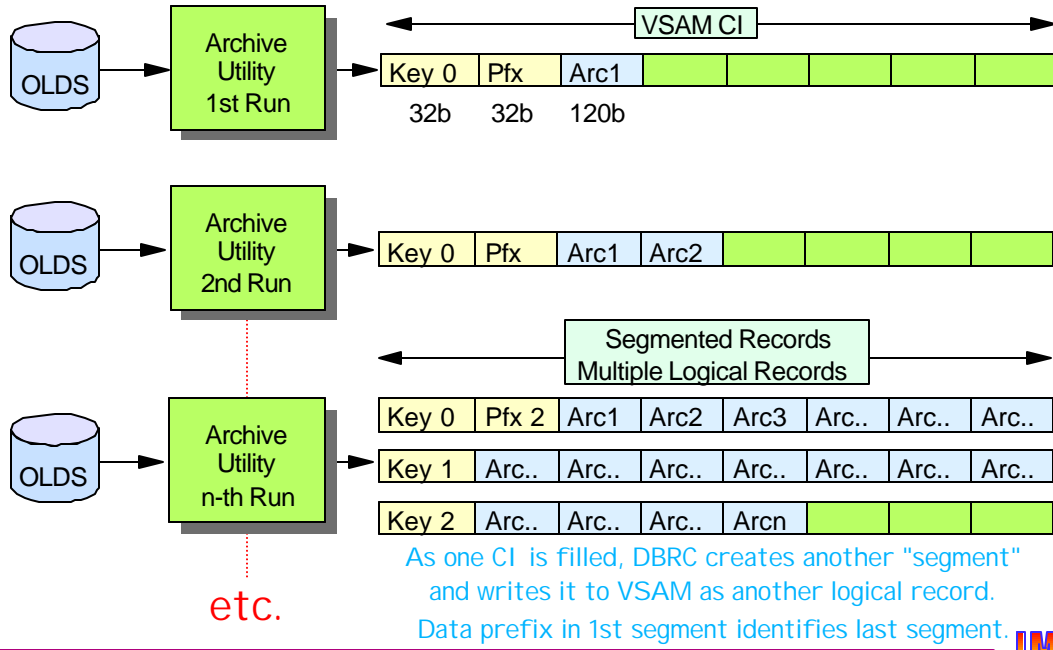 OLDS
Archive
Utility
1st Run
VSAM CI
Key 0 Pfx Arc1
32b 32b 120b
OLDS
Archive
Utility
2nd Run
Key 0 Pfx Arc1 Arc2
Segmented Records
Multiple Logical Records
OLDS
Archive
Utility
n-th Run
Key 0 Pfx 2 Arc1 Arc2 Arc3 Arc.. Arc.. Arc..
Key 1 Arc.. Arc.. Arc.. Arc.. Arc.. Arc.. Arc..
Key 2 Arc.. Arc.. Arc.. Arcn
etc.
As one CI is filled, DBRC creates another "segment"
and writes it to VSAM as another logical record.
Data prefix in 1st segment identifies last segment.